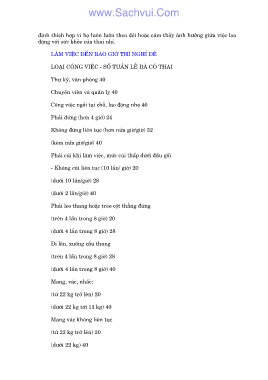 www.Sachvui.Com
định thích hợp vì họ luôn luôn theo dõi hoặc cảm thấy ảnh hưởng giữa việc lao
động với sức khỏe của thai nhi.
LÀM VIỆC ĐẾN BAO GIỜ THÌ NGHỈ ĐẺ
LOẠI CÔNG VIỆC - SỐ TUẦN LỄ ĐÃ CÓ THAI
Thư ký, văn phòng 40
Chuyên viên và quản lý 40
Công việc ngồi tại chỗ, lao động nhẹ 40
Phải đứng (hơn 4 giờ) 24
Không đứng liên tục (hơn nửa giờ/giờ) 32
(kém nửa giờ/giờ) 40
Phải cúi khi làm việc, mức cúi thấp dưới đầu gối
- Không cúi liên tục (10 lần/ giờ) 20
(dưới 10 lần/giờ) 28
(dưới 2 lần/giờ) 40
Phải leo thang hoặc trèo cột thẳng đứng
(trên 4 lần trong 8 giờ) 20
(dưới 4 lần trong 8 giờ) 28
Đi lên, xuống cầu thang
(trên 4 lần trong 8 giờ) 28
(dưới 4 lần trong 8 giờ) 40
Mang, vác, nhấc:
(từ 22 kg trở lên) 20
(dưới 22 kg tới 11 kg) 40
Mang vác không liên tục
(từ 22 kg trở lên) 30
(dưới 22 kg) 40